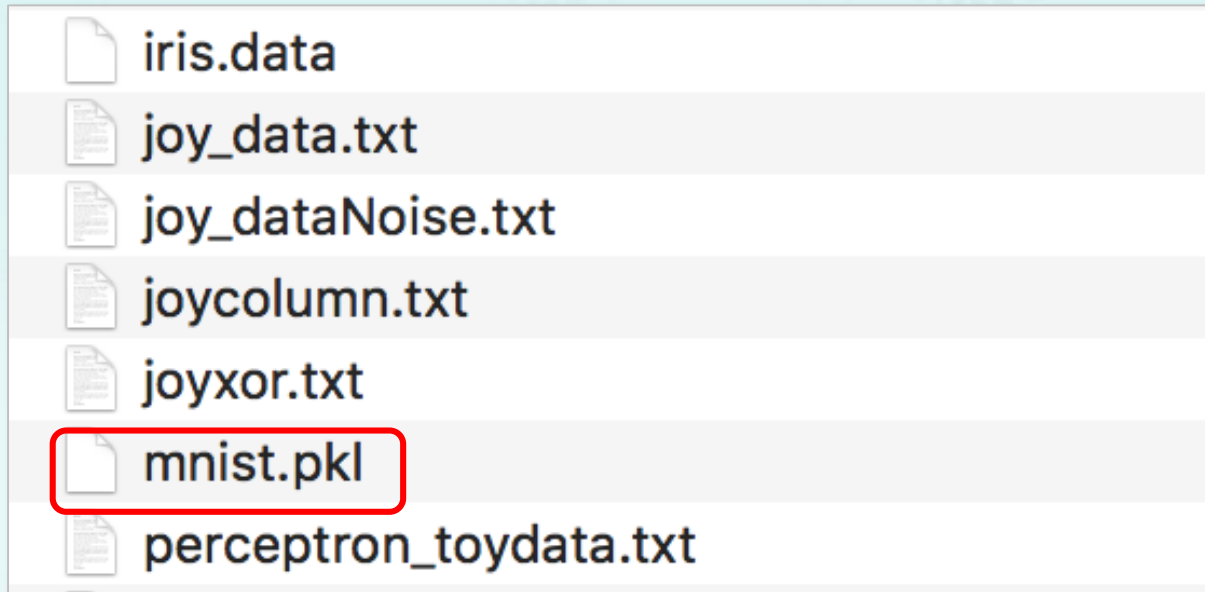 iris.data
joy_data.txt
joy_dataNoise.txt
joycolumn.txt
joyxor.txt
mnist.pkl
perceptron_toydata.txt